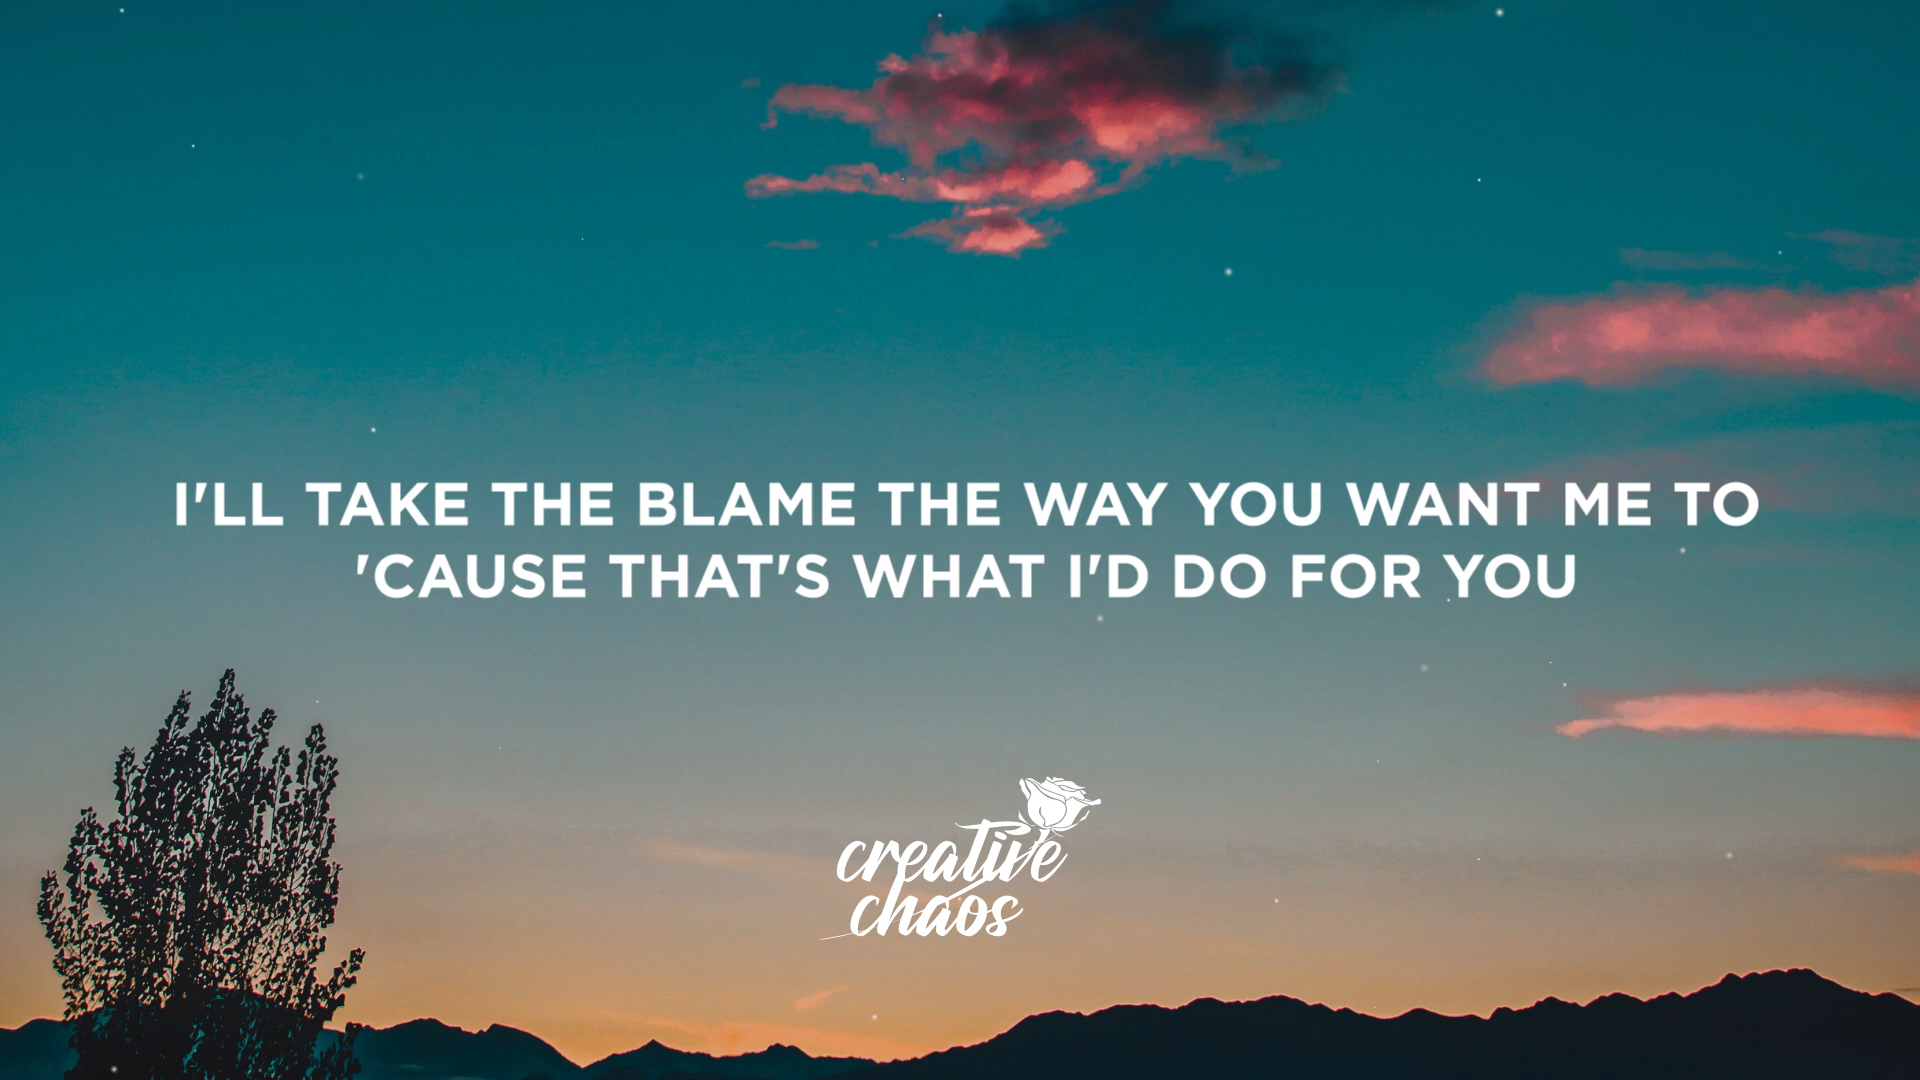 I'LL TAKE THE BLAME THE WAY YOU WANT ME TO
'CAUSE THAT'S WHAT I'D DO FOR YOU
creative
chaos